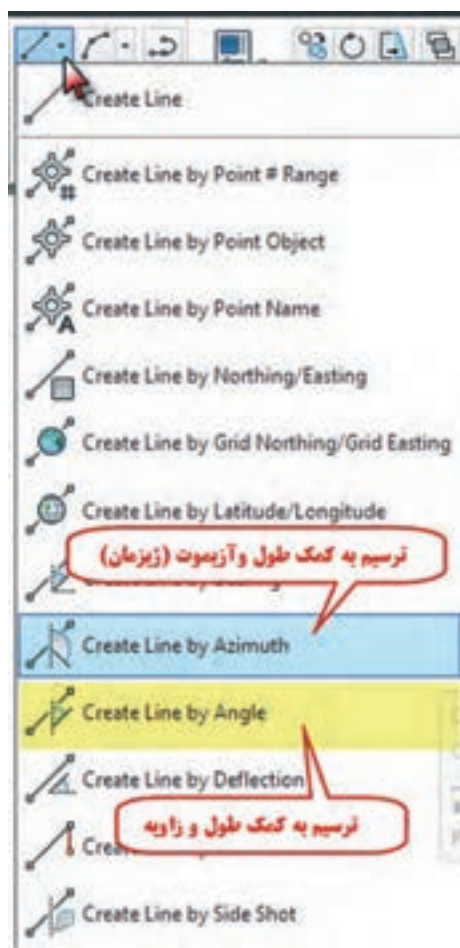 Create Line
Create Line by Point # Range
Create Line by Point Object
Create Line by Point Name
Create Line by Northing/Easting
Create Line by Grid Northing/Grid Easting
Create Line by Latitude/Longitude
ترسیم به کمک طول وآزیموت (ژیزمان)
Create Line by Azimuth
Create Line by Angle
Create Line by Deflection
ترسیم به کمک طول و زاویه
Create Line by Side Shot